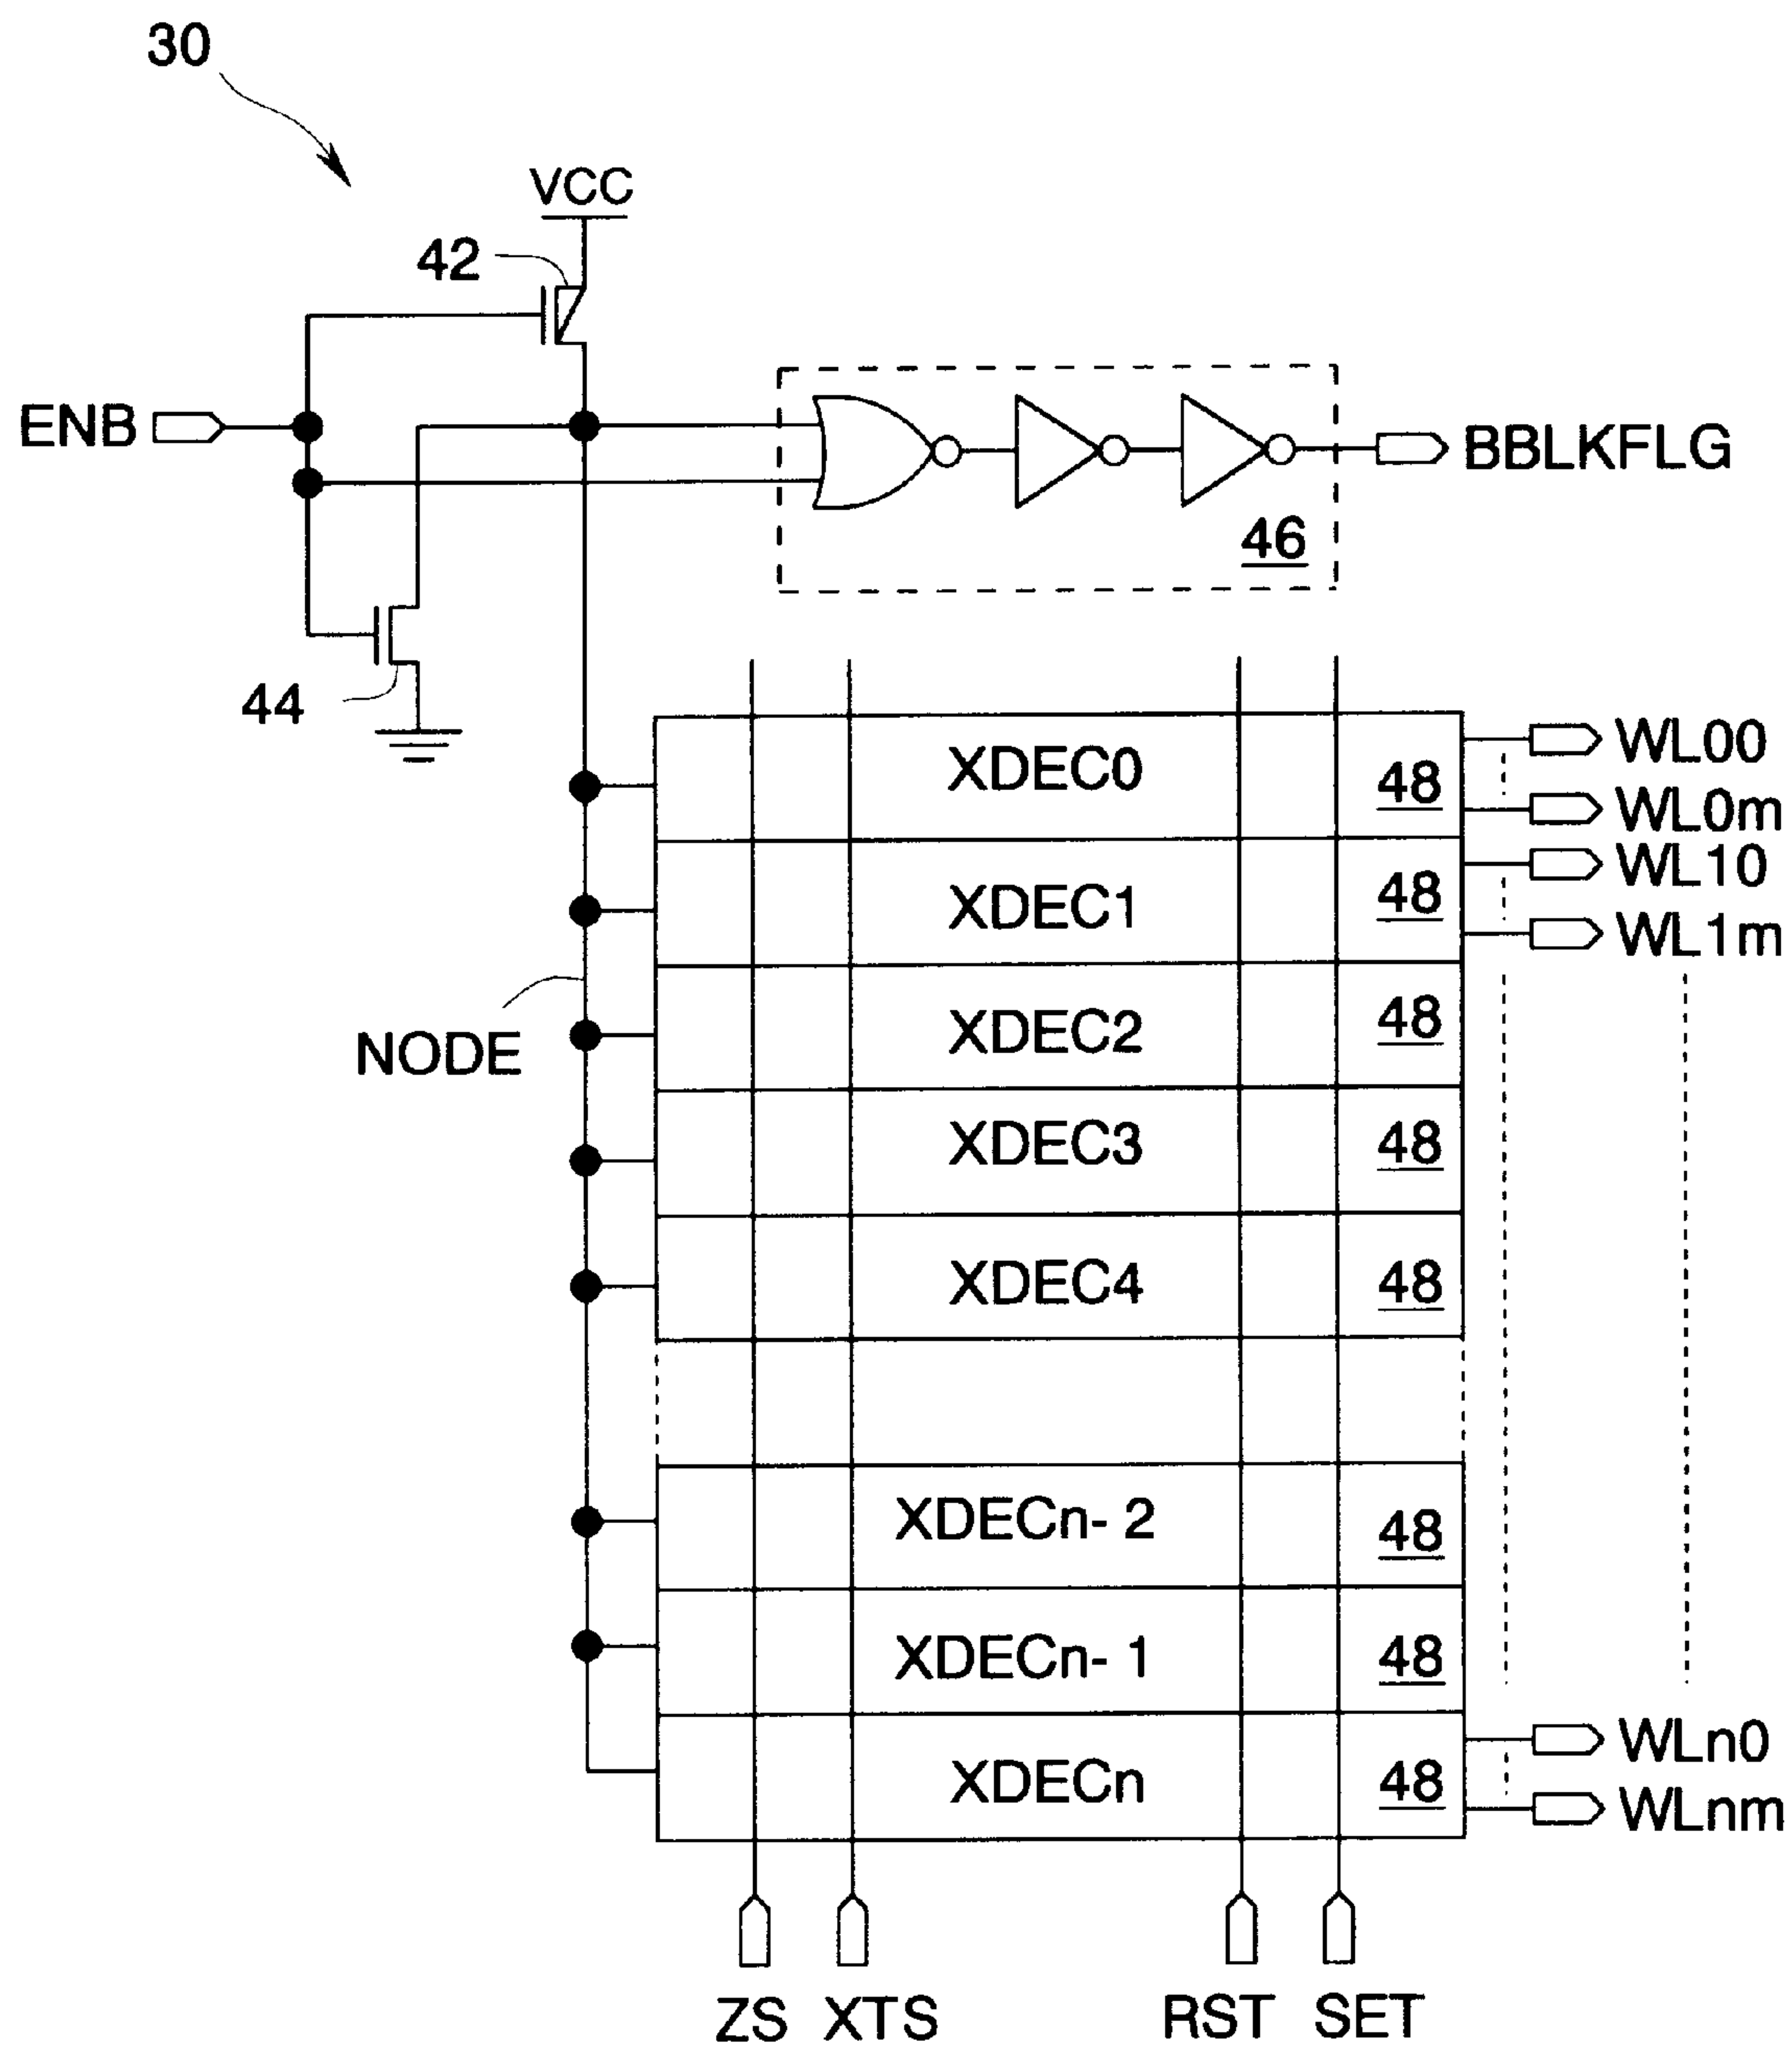 30
VCC
42
ENB
BBLKFLG
46
44
XDEC0 48 WL00
WL0m
XDEC1 48 WL10
WL1m
XDEC2 48
NODE
XDEC3 48
XDEC4 48
XDECn-2 48
XDECn-1 48
XDECn 48 WLn0
WLnm
ZS XTS RST SET